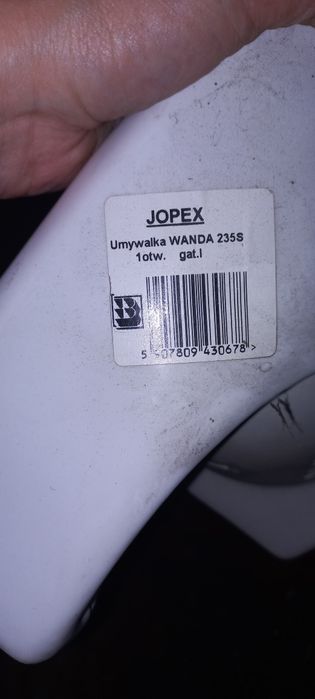 JOPEX
Umywalka WANDA 235S
1otw. gat.I
5 907809 430678 >